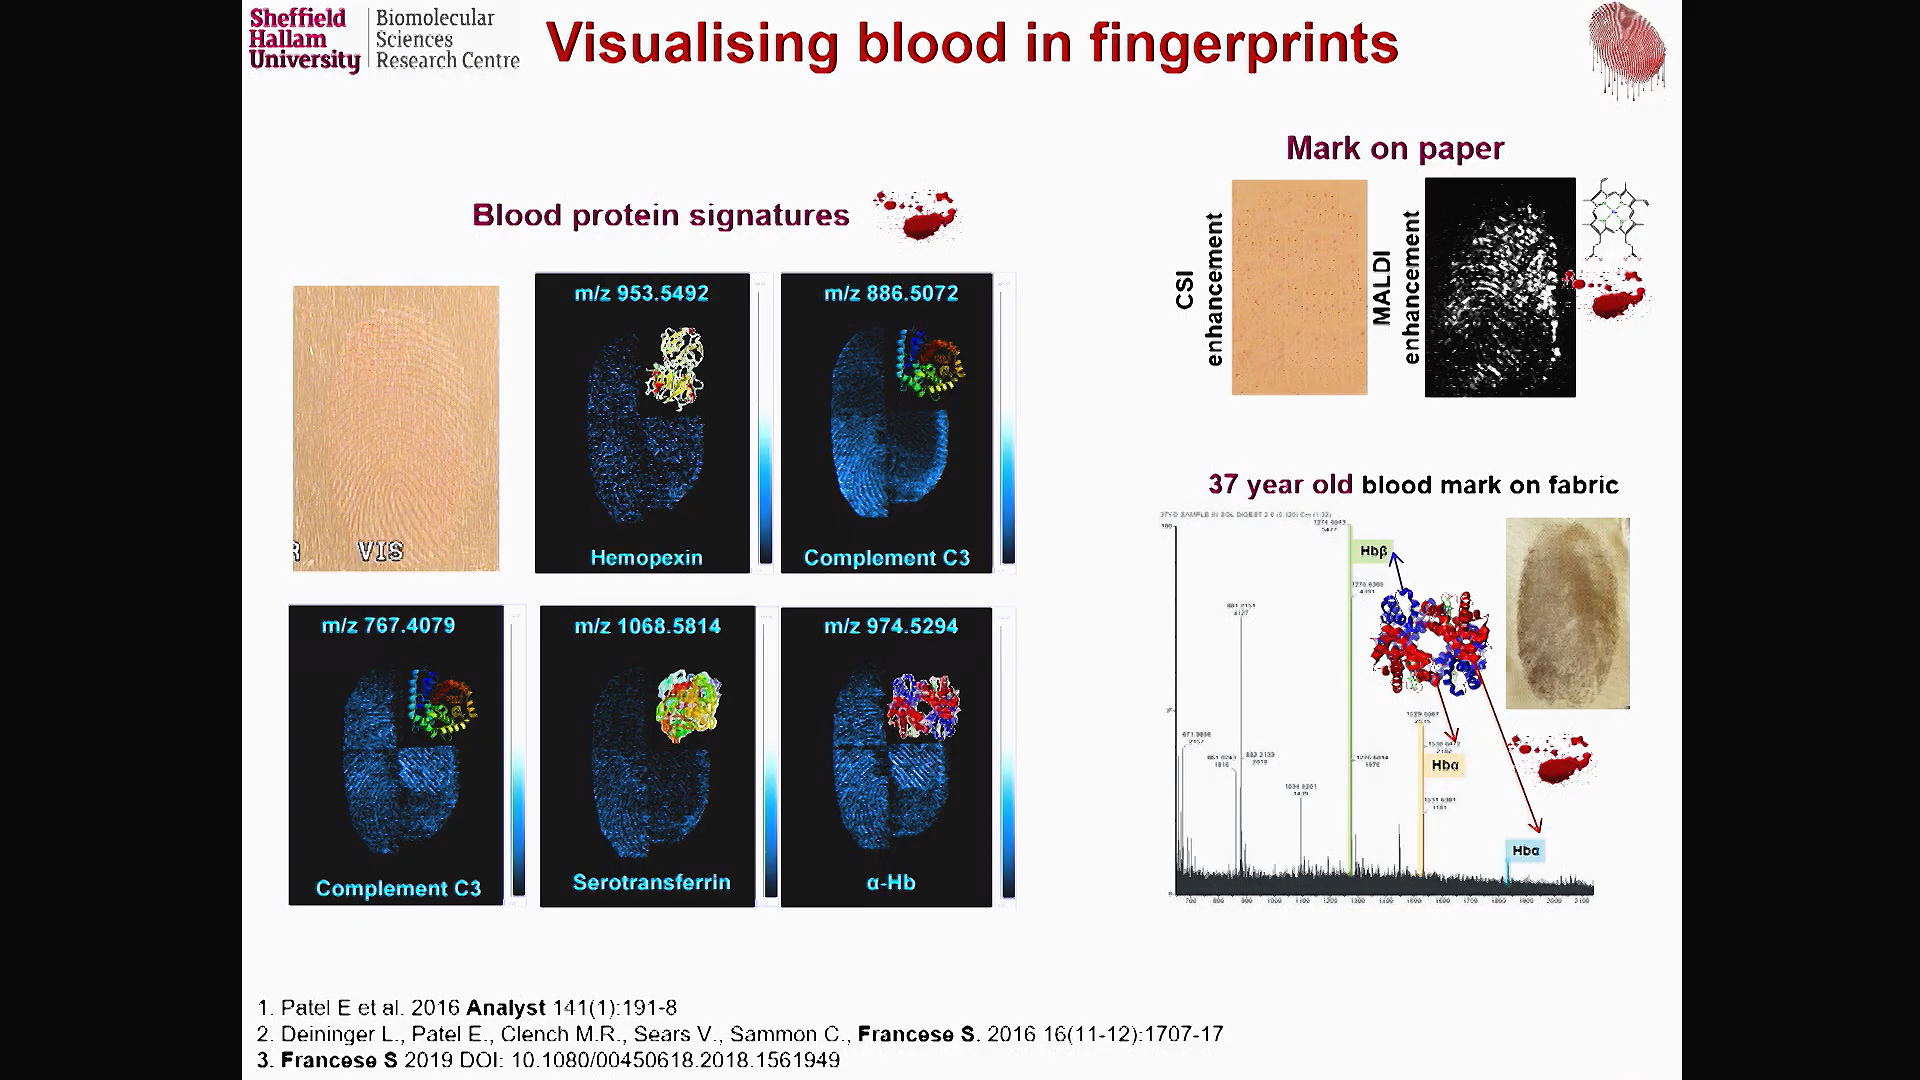 Sheffield
Hallam
University
Biomolecular
Sciences
Research Centre
Visualising blood in fingerprints
Blood protein signatures
VIS
m/z 953.5492
Hemopexin
m/z 886.5072
Complement C3
m/z 767.4079
Complement C3
m/z 1068.5814
Serotransferrin
m/z 974.5294
α-Hb
Mark on paper
CSI
enhancement
MALDI
enhancement
37 year old blood mark on fabric
Hbβ
Hbα
Hbα
1. Patel E et al. 2016 Analyst 141(1):191-8
2. Deininger L., Patel E., Clench M.R., Sears V., Sammon C., Francese S. 2016 16(11-12):1707-17
3. Francese S 2019 DOI: 10.1080/00450618.2018.1561949